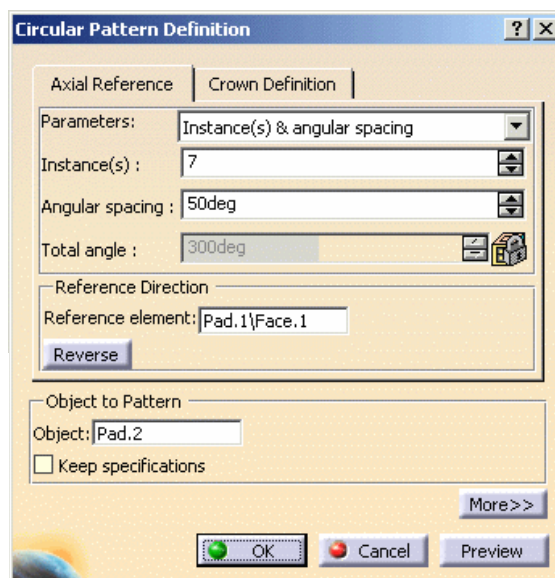 Circular Pattern Definition
Axial Reference Crown Definition
Parameters: Instance(s) & angular spacing
Instance(s) : 7
Angular spacing : 50deg
Total angle : 300deg
Reference Direction
Reference element: Pad.1\Face.1
Reverse
Object to Pattern
Object: Pad.2
Keep specifications
More>>
OK Cancel Preview